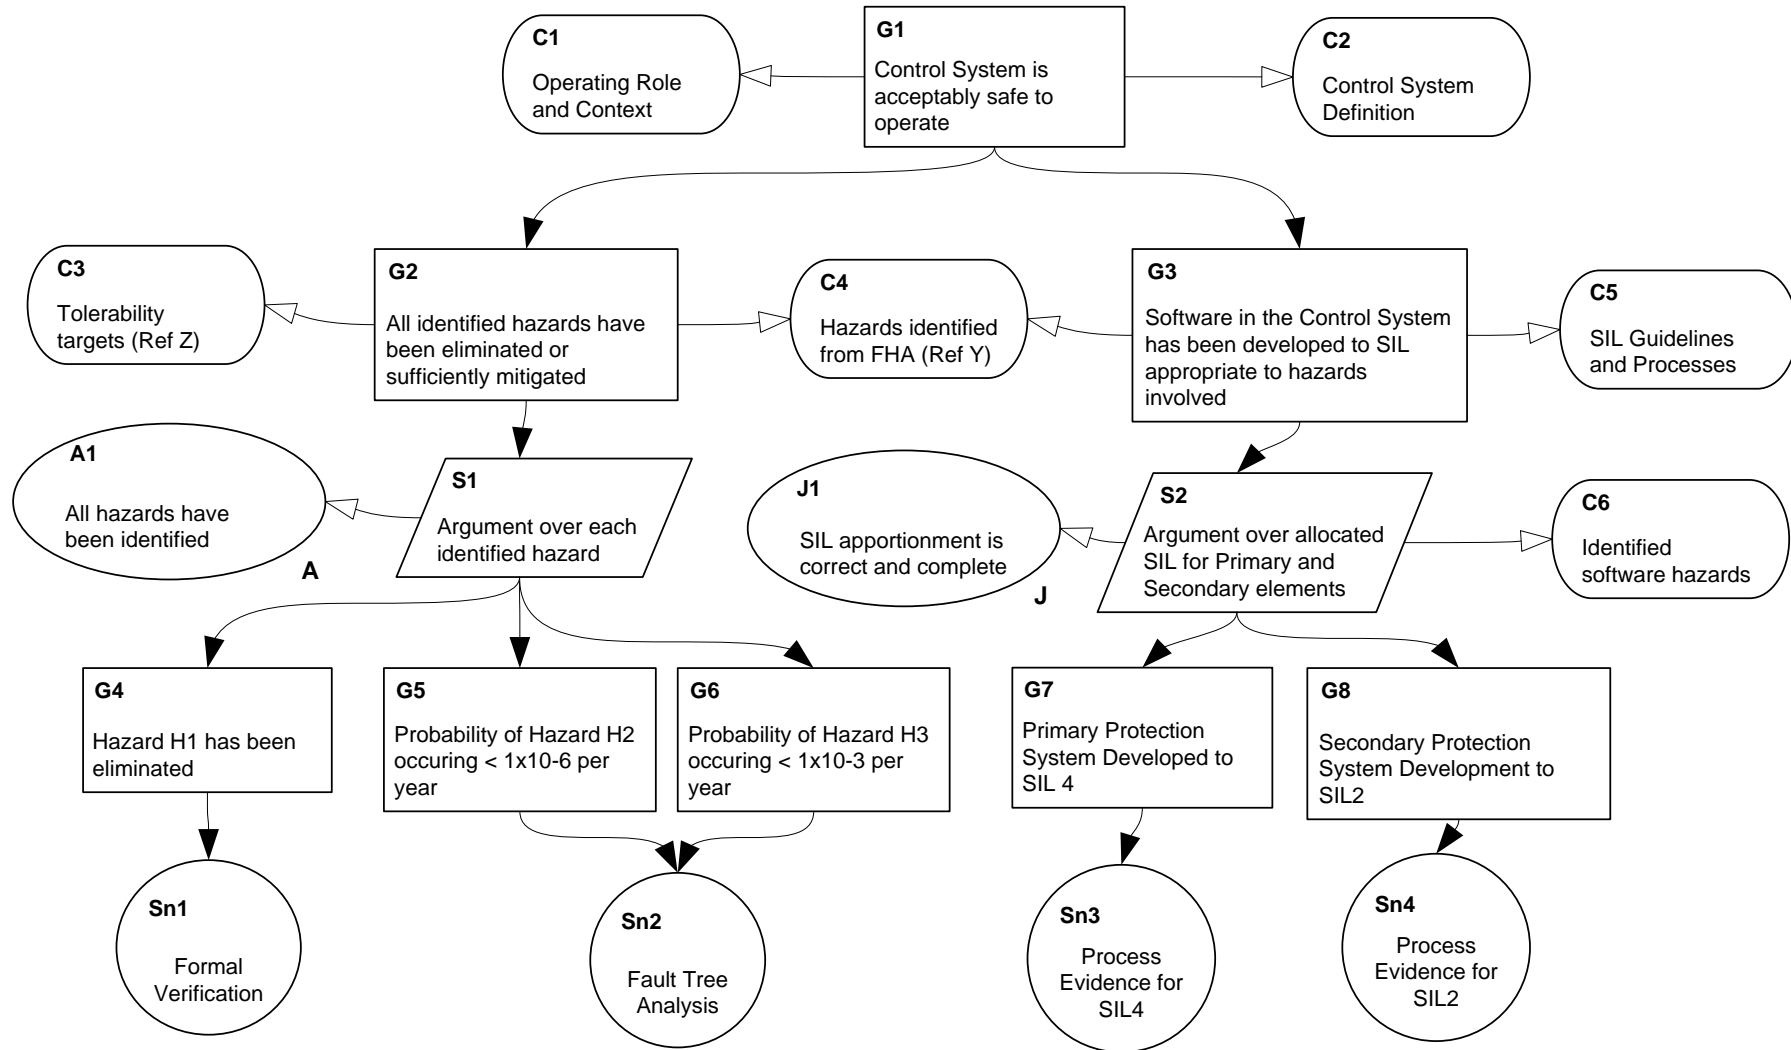 C1
Operating Role
and Context
G1
Control System is
acceptably safe to
operate
C2
Control System
Definition
C3
Tolerability
targets (Ref Z)
G2
All identified hazards have
been eliminated or
sufficiently mitigated
C4
Hazards identified
from FHA (Ref Y)
G3
Software in the Control System
has been developed to SIL
appropriate to hazards
involved
C5
SIL Guidelines
and Processes
A1
All hazards have
been identified
A
S1
Argument over each
identified hazard
J1
SIL apportionment is
correct and complete
J
S2
Argument over allocated
SIL for Primary and
Secondary elements
C6
Identified
software hazards
G4
Hazard H1 has been
eliminated
G5
Probability of Hazard H2
occuring < 1x10-6 per
year
G6
Probability of Hazard H3
occuring < 1x10-3 per
year
G7
Primary Protection
System Developed to
SIL 4
G8
Secondary Protection
System Development to
SIL2
Sn1
Formal
Verification
Sn2
Fault Tree
Analysis
Sn3
Process
Evidence for
SIL4
Sn4
Process
Evidence for
SIL2